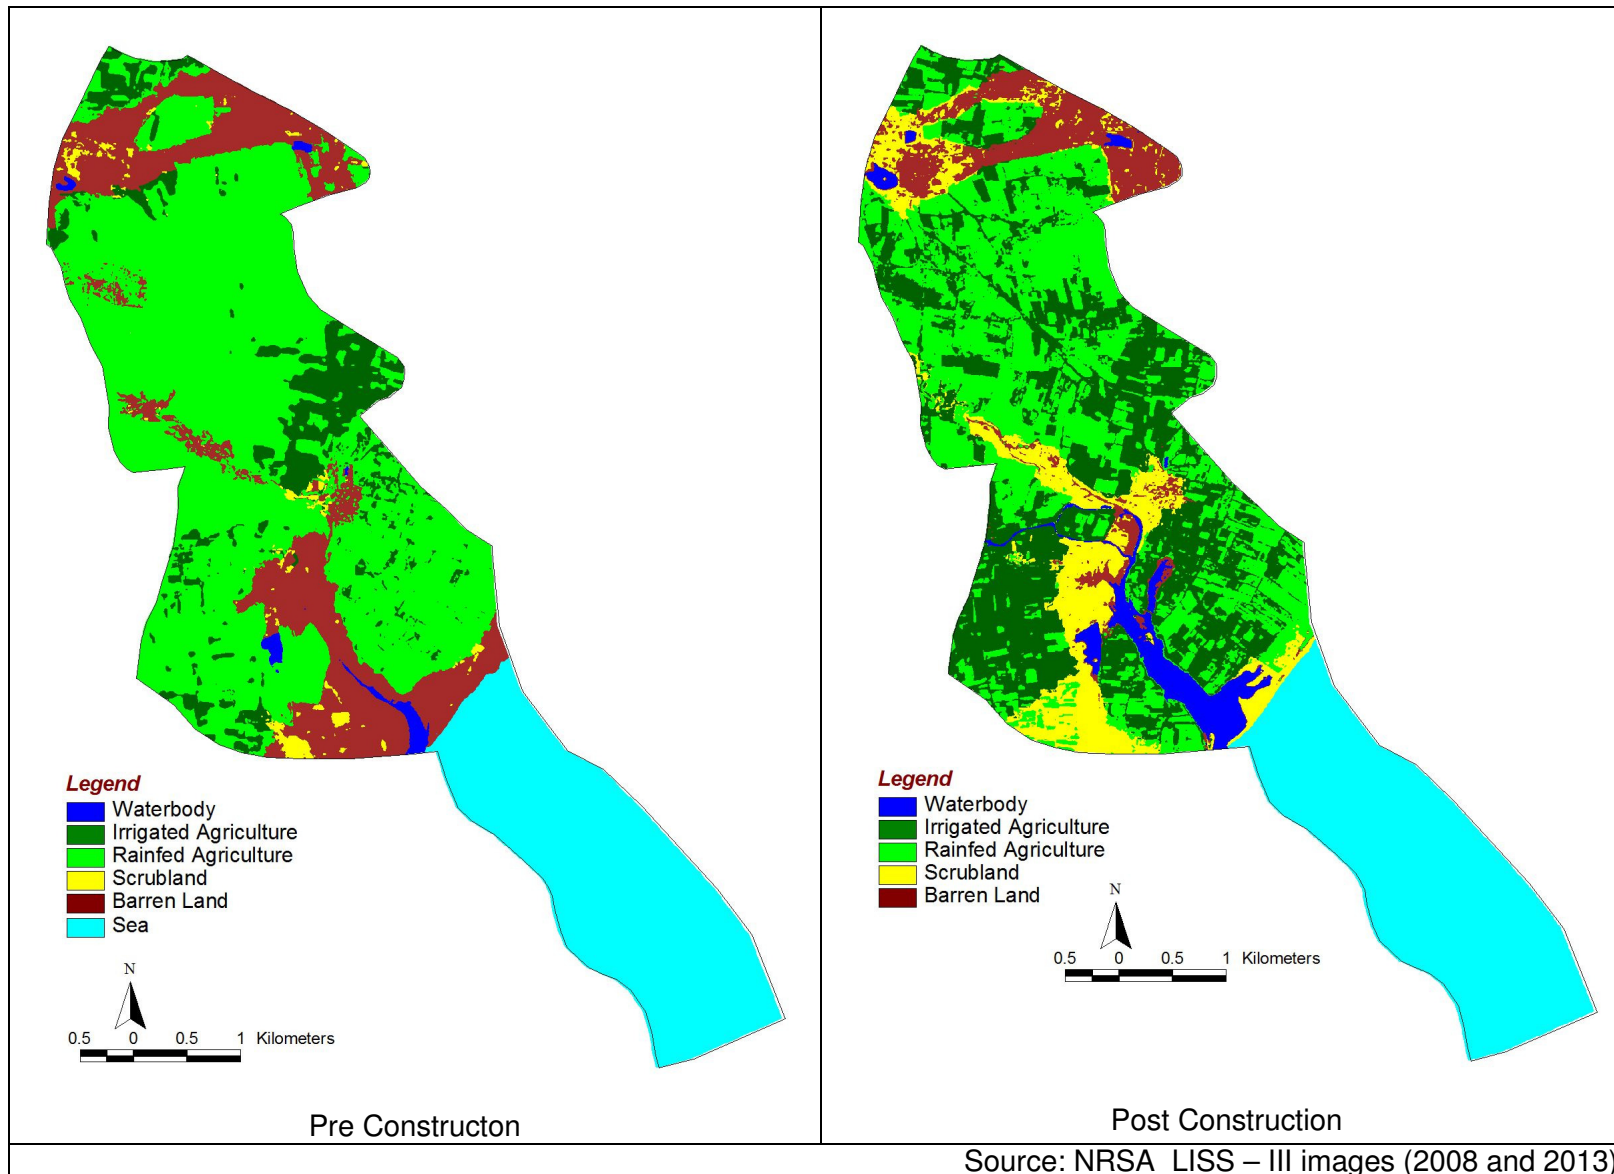 Legend
Waterbody
Irrigated Agriculture
Rainfed Agriculture
Scrubland
Barren Land
Sea
N
0.5 0 0.5 1 Kilometers
Pre Constructon
Legend
Waterbody
Irrigated Agriculture
Rainfed Agriculture
Scrubland
Barren Land
N
0.5 0 0.5 1 Kilometers
Post Construction
Source: NRSA LISS – III images (2008 and 2013)